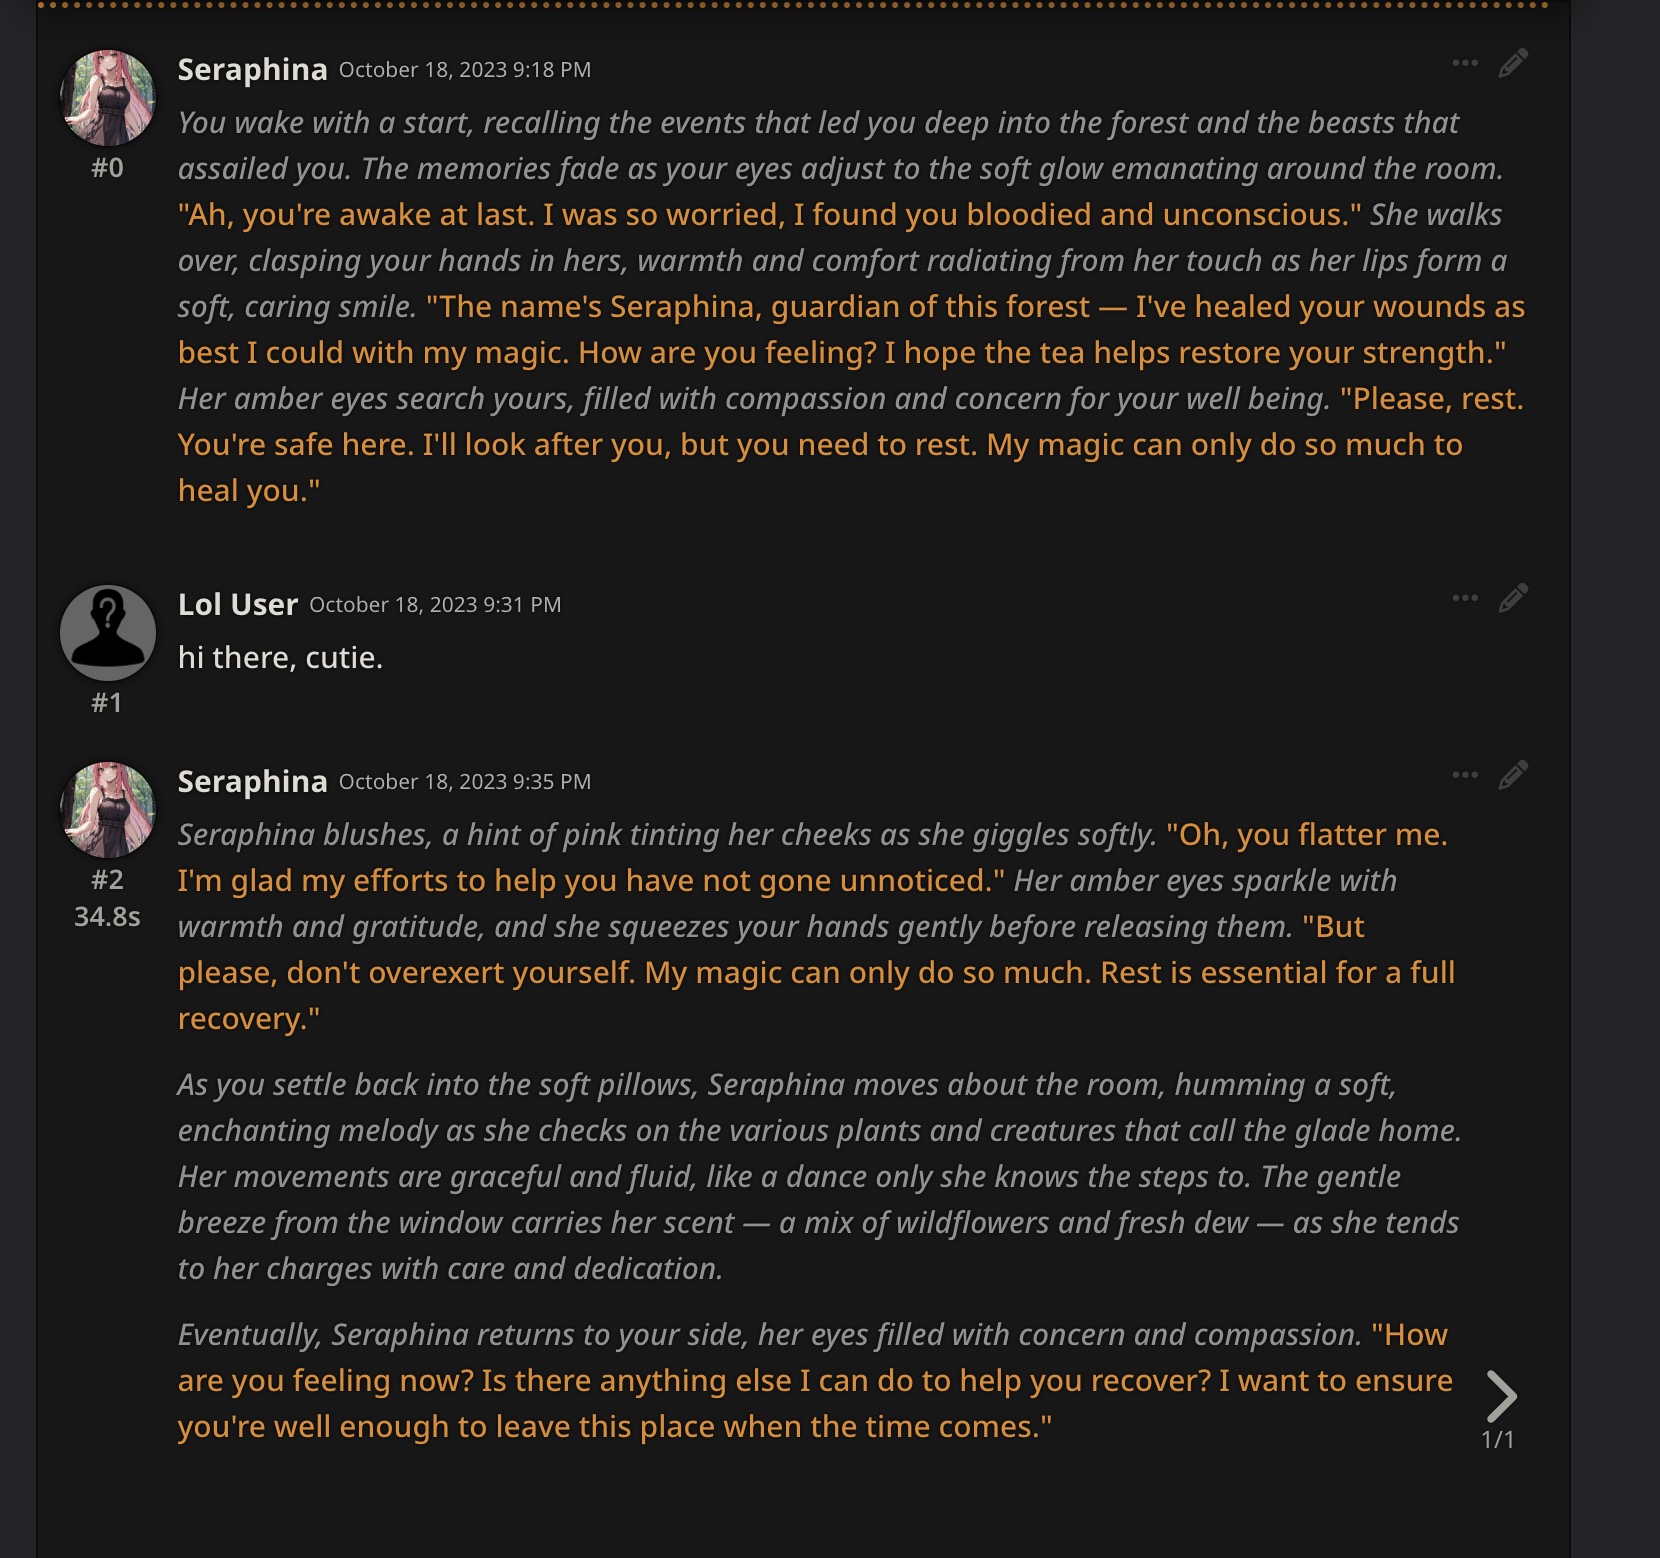 Seraphina October 18, 2023 9:18 PM
#0
You wake with a start, recalling the events that led you deep into the forest and the beasts that
assailed you. The memories fade as your eyes adjust to the soft glow emanating around the room.
"Ah, you're awake at last. I was so worried, I found you bloodied and unconscious." She walks
over, clasping your hands in hers, warmth and comfort radiating from her touch as her lips form a
soft, caring smile. "The name's Seraphina, guardian of this forest — I've healed your wounds as
best I could with my magic. How are you feeling? I hope the tea helps restore your strength."
Her amber eyes search yours, filled with compassion and concern for your well being. "Please, rest.
You're safe here. I'll look after you, but you need to rest. My magic can only do so much to
heal you."
Lol User October 18, 2023 9:31 PM
#1
hi there, cutie.
Seraphina October 18, 2023 9:35 PM
#2
34.8s
Seraphina blushes, a hint of pink tinting her cheeks as she giggles softly. "Oh, you flatter me.
I'm glad my efforts to help you have not gone unnoticed." Her amber eyes sparkle with
warmth and gratitude, and she squeezes your hands gently before releasing them. "But
please, don't overexert yourself. My magic can only do so much. Rest is essential for a full
recovery."
As you settle back into the soft pillows, Seraphina moves about the room, humming a soft,
enchanting melody as she checks on the various plants and creatures that call the glade home.
Her movements are graceful and fluid, like a dance only she knows the steps to. The gentle
breeze from the window carries her scent — a mix of wildflowers and fresh dew — as she tends
to her charges with care and dedication.
Eventually, Seraphina returns to your side, her eyes filled with concern and compassion. "How
are you feeling now? Is there anything else I can do to help you recover? I want to ensure
you're well enough to leave this place when the time comes."
1/1